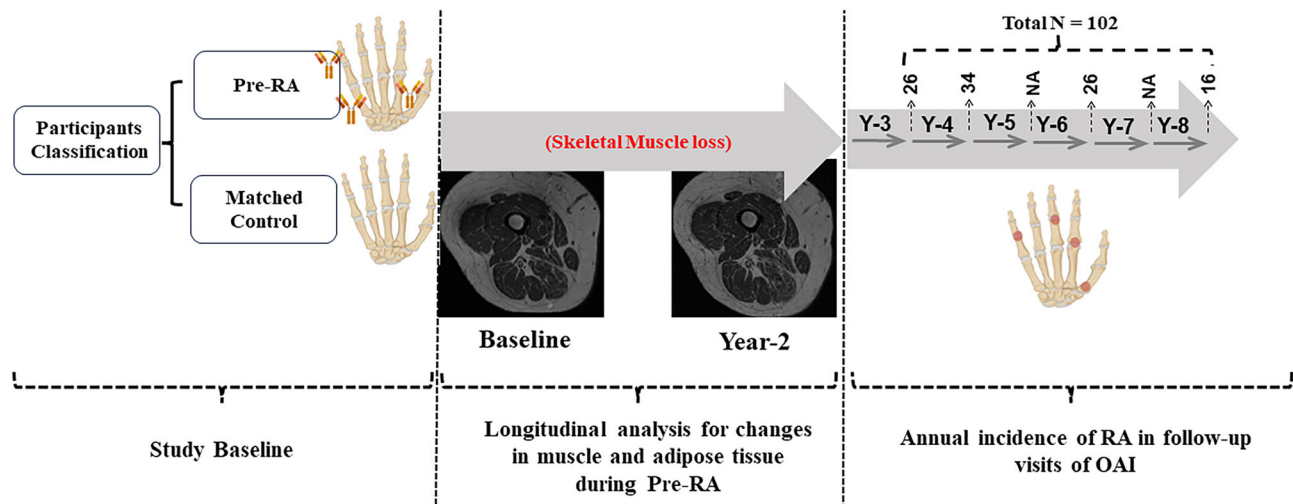 Participants
Classification
Pre-RA
Matched
Control
Study Baseline
(Skeletal Muscle loss)
Baseline
Year-2
Longitudinal analysis for changes
in muscle and adipose tissue
during Pre-RA
Total N = 102
26
34
NA
26
NA
16
Y-3
Y-4
Y-5
Y-6
Y-7
Y-8
Annual incidence of RA in follow-up
visits of OAI